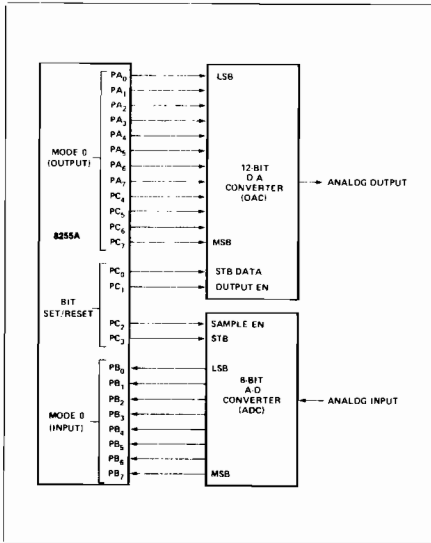 PA₀
PA₁
PA₂
PA₃
PA₄
PA₅
PA₆
PA₇
PC₄
PC₅
PC₆
PC₇
MODE 0
(OUTPUT)
8255A
LSB
12-BIT
D A
CONVERTER
(OAC)
MSB
ANALOG OUTPUT
BIT
SET/RESET
PC₀
PC₁
PC₂
PC₃
STB DATA
OUTPUT EN
SAMPLE EN
STB
MODE 0
(INPUT)
PB₀
PB₁
PB₂
PB₃
PB₄
PB₅
PB₆
PB₇
LSB
8-BIT
A-D
CONVERTER
(ADC)
MSB
ANALOG INPUT